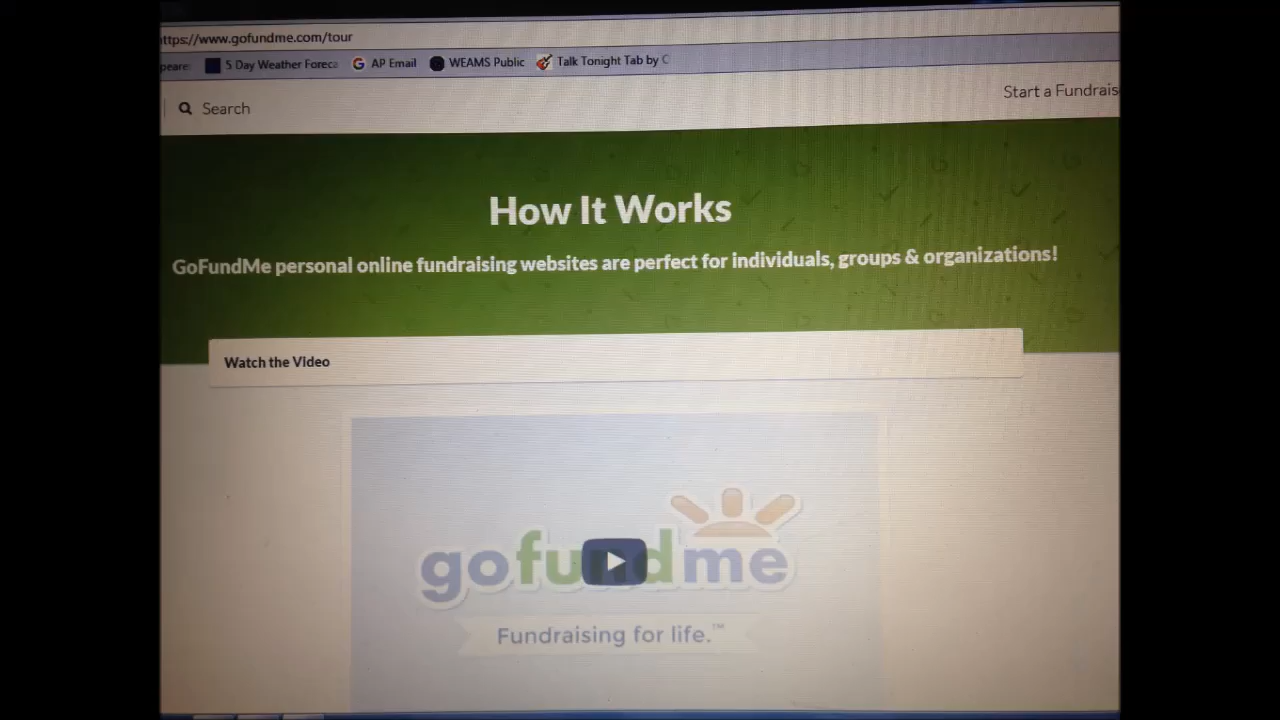 ttps://www.gofundme.com/tour
5 Day Weather Foreca AP Email WEAMS Public Talk Tonight Tab by C
Search
Start a Fundrais
How It Works
GoFundMe personal online fundraising websites are perfect for individuals, groups & organizations!
Watch the Video
gofundme
Fundraising for life.™